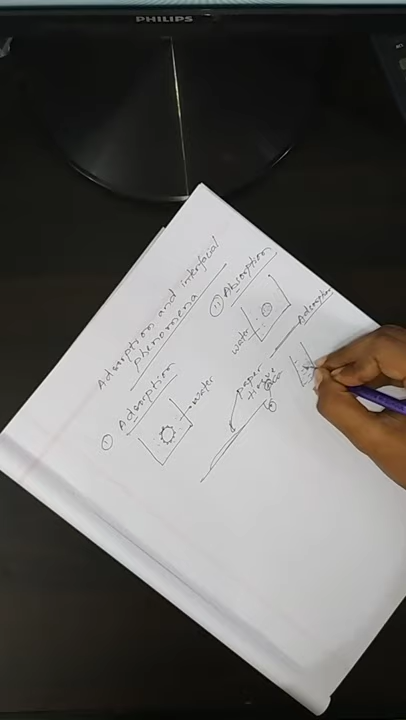 PHILIPS
Adsorption and interfacial
phenomena
① Adsorption
water
② Absorption
water
paper
tissue
Adsorption